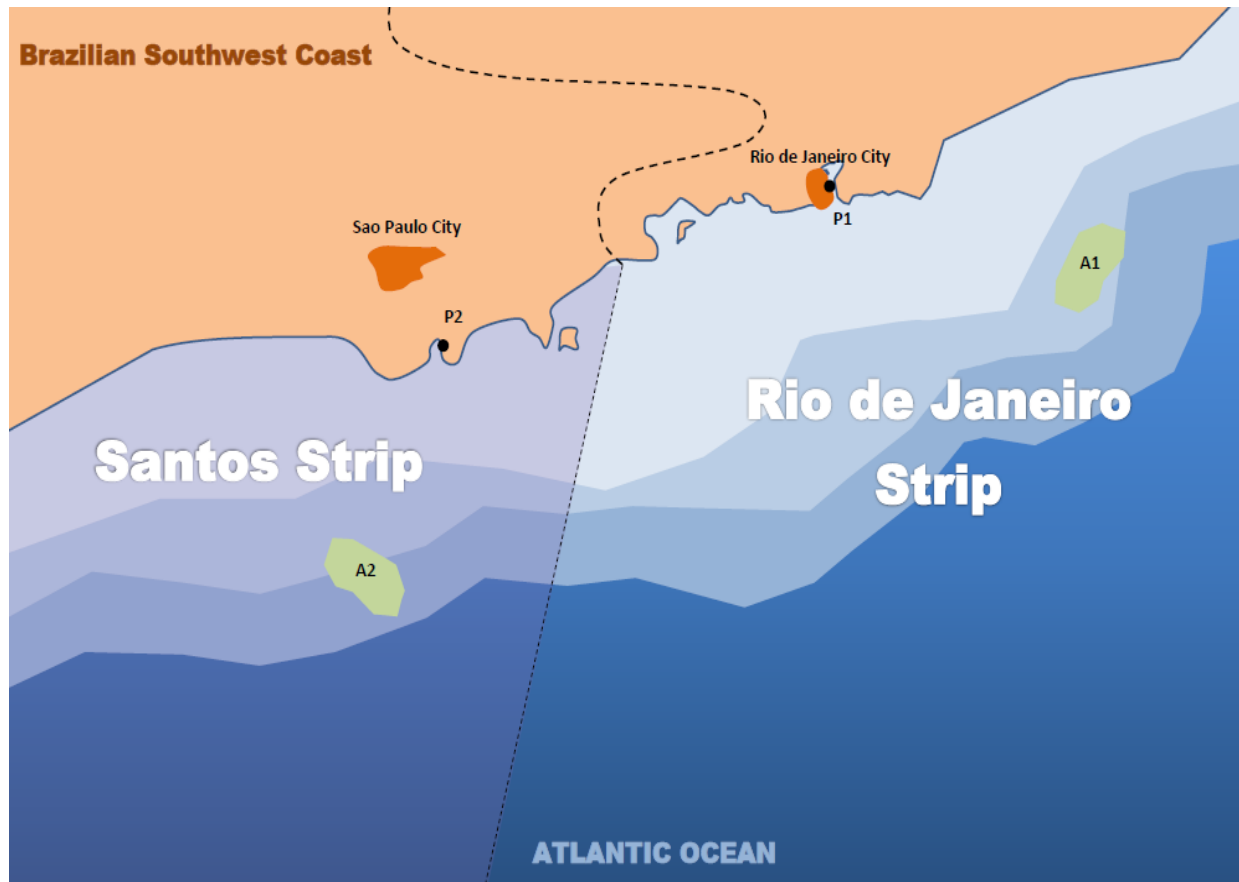 Brazilian Southwest Coast
Rio de Janeiro City
P1
Sao Paulo City
A1
P2
Rio de Janeiro
Strip
Santos Strip
A2
ATLANTIC OCEAN